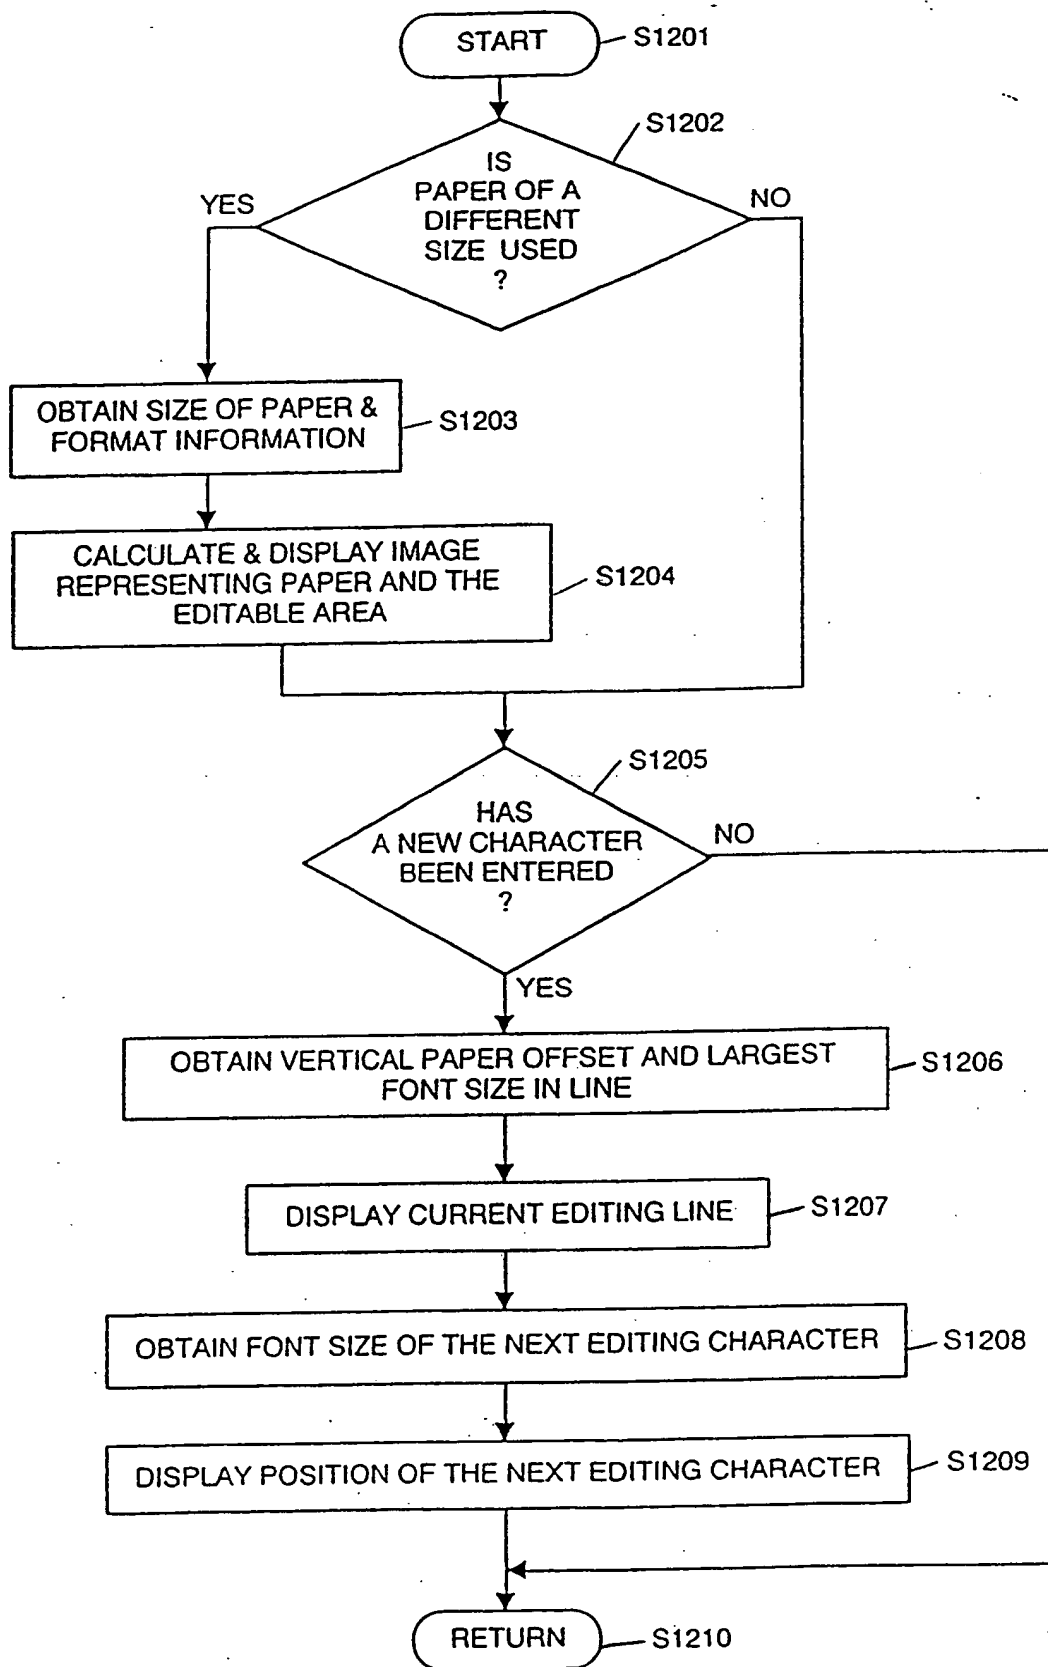 START
S1201
S1202
IS
PAPER OF A
DIFFERENT
SIZE USED
?
YES
NO
OBTAIN SIZE OF PAPER &
FORMAT INFORMATION
S1203
CALCULATE & DISPLAY IMAGE
REPRESENTING PAPER AND THE
EDITABLE AREA
S1204
S1205
HAS
A NEW CHARACTER
BEEN ENTERED
?
NO
YES
OBTAIN VERTICAL PAPER OFFSET AND LARGEST
FONT SIZE IN LINE
S1206
DISPLAY CURRENT EDITING LINE
S1207
OBTAIN FONT SIZE OF THE NEXT EDITING CHARACTER
S1208
DISPLAY POSITION OF THE NEXT EDITING CHARACTER
S1209
RETURN
S1210